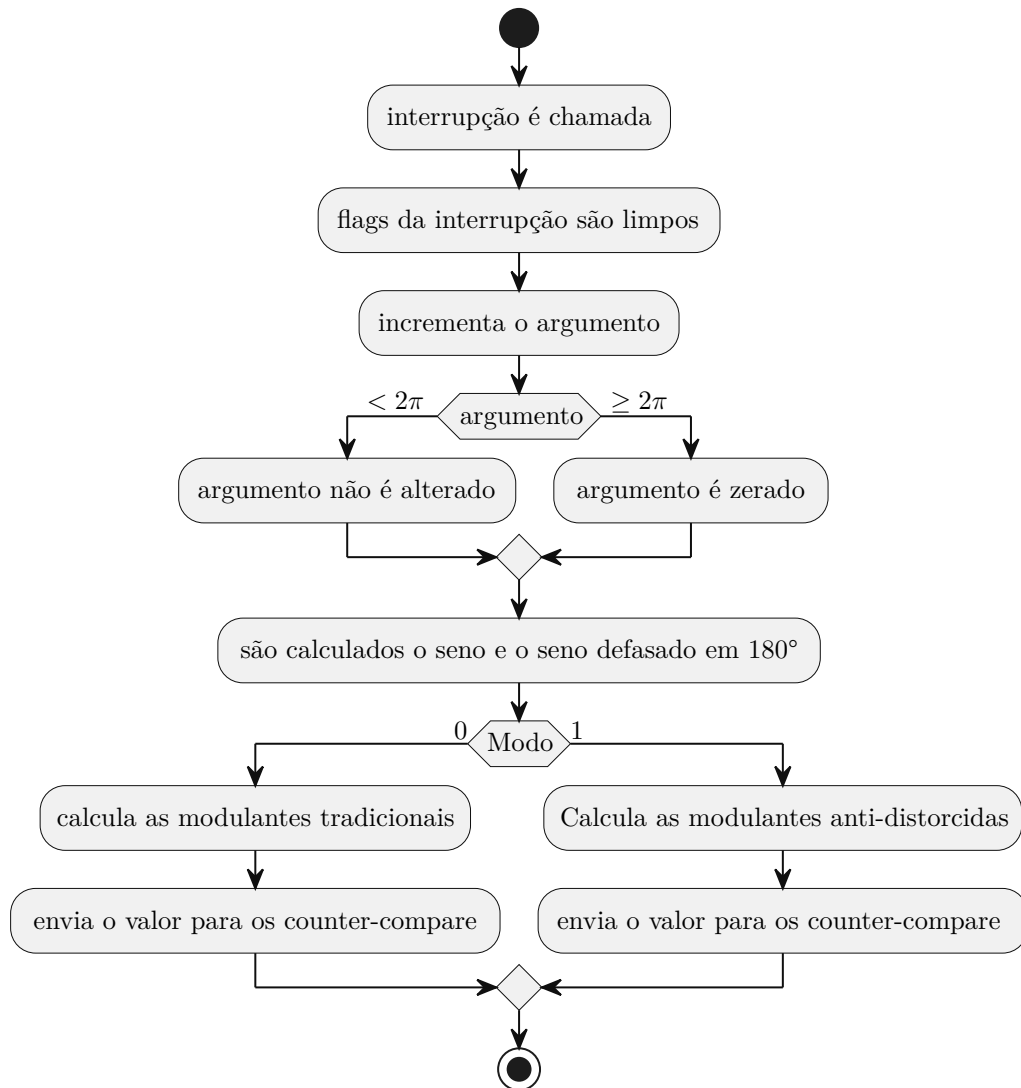 interrupção é chamada
flags da interrupção são limpos
incrementa o argumento
< 2π
argumento
≥ 2π
argumento não é alterado
argumento é zerado
são calculados o seno e o seno defasado em 180°
0
Modo
1
calcula as modulantes tradicionais
Calcula as modulantes anti-distorcidas
envia o valor para os counter-compare
envia o valor para os counter-compare